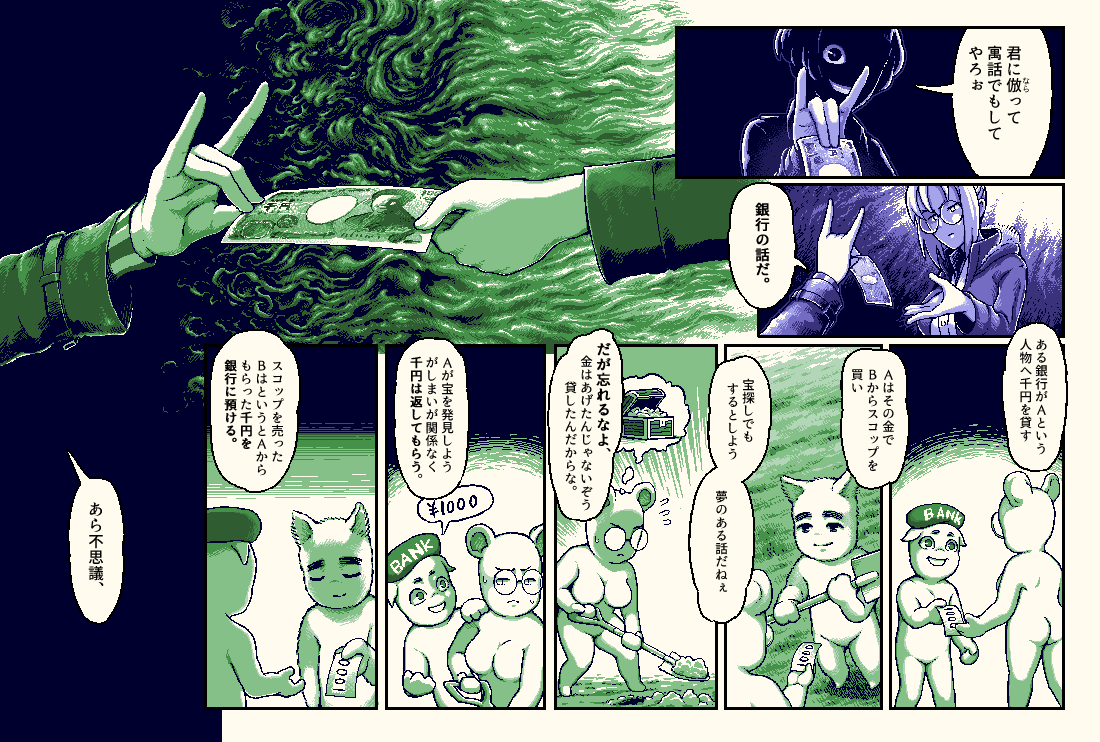 君に倣って
なら
寓話でもして
やろぉ
銀行の話だ。
千円
ある銀行がAという
人物へ千円を貸す
BANK
1000
Aはその金で
Bからスコップを
買い
1000
宝探しでも
するとしよう
夢のある話だねぇ
だが忘れるなよ、
金はあげたんじゃないぞう
貸したんだからな。
Aが宝を発見しよう
がしまいが関係なく
千円は返してもらう。
¥1000
BANK
スコップを売った
BはというとAから
もらった千円を
銀行に預ける。
1000
あら不思議、